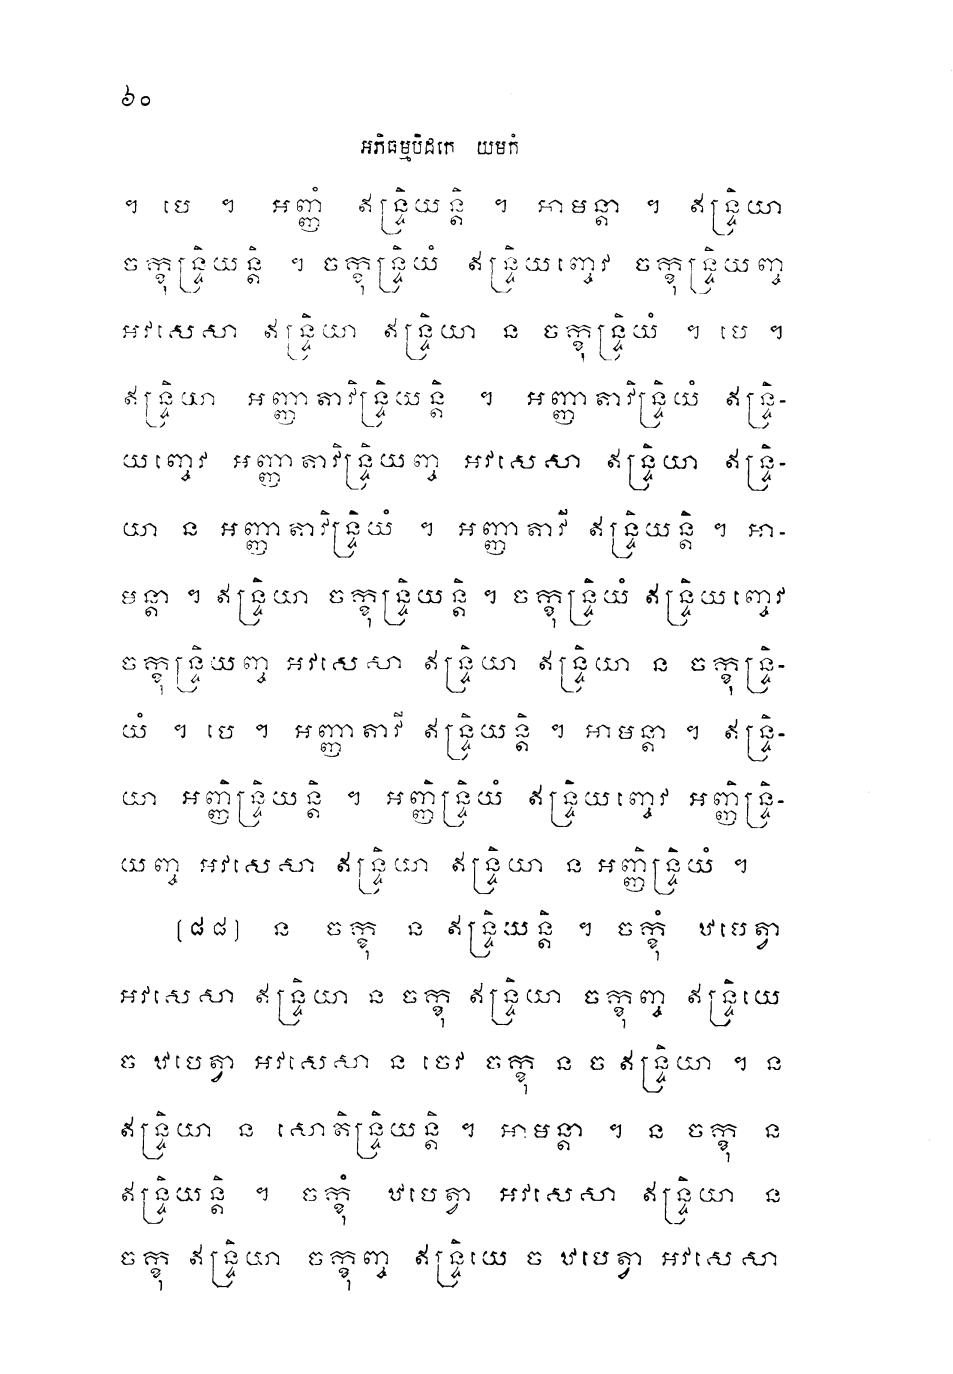 ៦០
អភិធម្មបិដកេ យមកំ
។ បេ ។ អញ្ញំ ឥន្ទ្រិយន្តិ ។ អាមន្តា ។ ឥន្ទ្រិយា
ចក្ខុន្ទ្រិយន្តិ ។ ចក្ខុន្ទ្រិយំ ឥន្ទ្រិយញ្ចេវ ចក្ខុន្ទ្រិយញ្ច
អវសេសា ឥន្ទ្រិយា ឥន្ទ្រិយា ន ចក្ខុន្ទ្រិយំ ។ បេ ។
ឥន្ទ្រិយា អញ្ញាតាវិន្ទ្រិយន្តិ ។ អញ្ញាតាវិន្ទ្រិយំ ឥន្ទ្រិ-
យញ្ចេវ អញ្ញាតាវិន្ទ្រិយញ្ច អវសេសា ឥន្ទ្រិយា ឥន្ទ្រិ-
យា ន អញ្ញាតាវិន្ទ្រិយំ ។ អញ្ញាតាវី ឥន្ទ្រិយន្តិ ។ អា-
មន្តា ។ ឥន្ទ្រិយា ចក្ខុន្ទ្រិយន្តិ ។ ចក្ខុន្ទ្រិយំ ឥន្ទ្រិយញ្ចេវ
ចក្ខុន្ទ្រិយញ្ច អវសេសា ឥន្ទ្រិយា ឥន្ទ្រិយា ន ចក្ខុន្ទ្រិ-
យំ ។ បេ ។ អញ្ញាតាវី ឥន្ទ្រិយន្តិ ។ អាមន្តា ។ ឥន្ទ្រិ-
យា អញ្ញិន្ទ្រិយន្តិ ។ អញ្ញិន្ទ្រិយំ ឥន្ទ្រិយញ្ចេវ អញ្ញិន្ទ្រិ-
យញ្ច អវសេសា ឥន្ទ្រិយា ឥន្ទ្រិយា ន អញ្ញិន្ទ្រិយំ ។
[៨៨] ន ចក្ខុ ន ឥន្ទ្រិយន្តិ ។ ចក្ខុំ ឋបេត្វា
អវសេសា ឥន្ទ្រិយា ន ចក្ខុ ឥន្ទ្រិយា ចក្ខុញ្ច ឥន្ទ្រិយេ
ច ឋបេត្វា អវសេសា ន ចេវ ចក្ខុ ន ច ឥន្ទ្រិយា ។ ន
ឥន្ទ្រិយា ន សោតិន្ទ្រិយន្តិ ។ អាមន្តា ។ ន ចក្ខុ ន
ឥន្ទ្រិយន្តិ ។ ចក្ខុំ ឋបេត្វា អវសេសា ឥន្ទ្រិយា ន
ចក្ខុ ឥន្ទ្រិយា ចក្ខុញ្ច ឥន្ទ្រិយេ ច ឋបេត្វា អវសេសា